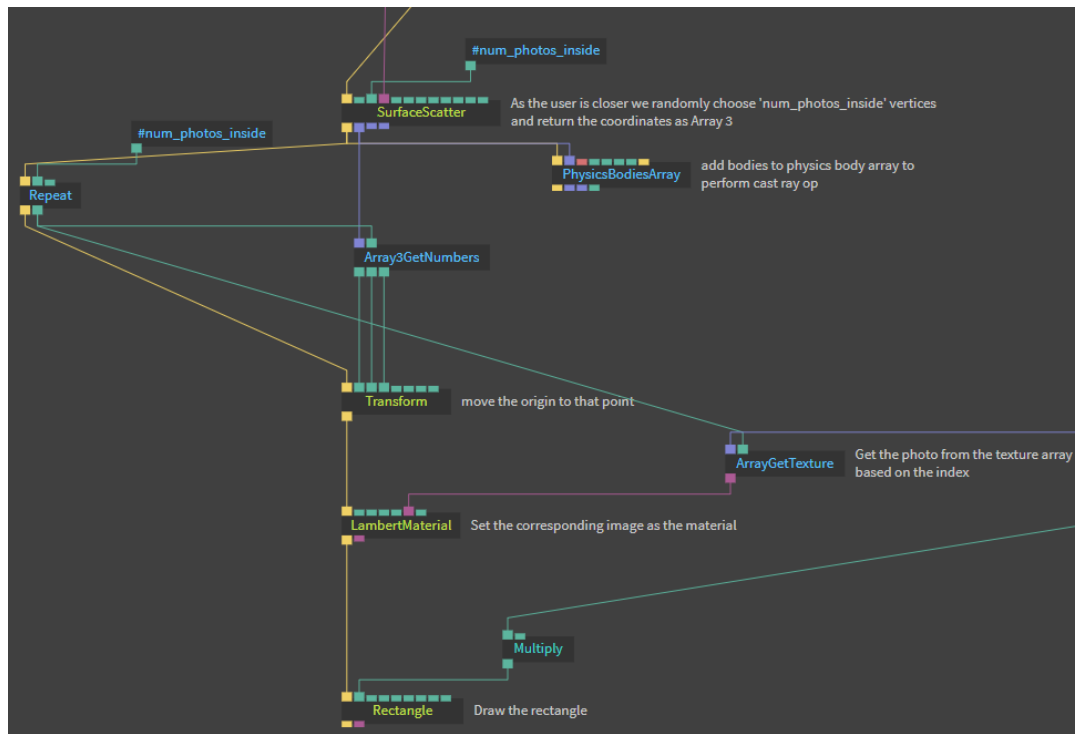 #num_photos_inside
SurfaceScatter
As the user is closer we randomly choose 'num_photos_inside' vertices
and return the coordinates as Array 3
#num_photos_inside
PhysicsBodiesArray
add bodies to physics body array to
perform cast ray op
Repeat
Array3GetNumbers
Transform
move the origin to that point
ArrayGetTexture
Get the photo from the texture array
based on the index
LambertMaterial
Set the corresponding image as the material
Multiply
Rectangle
Draw the rectangle